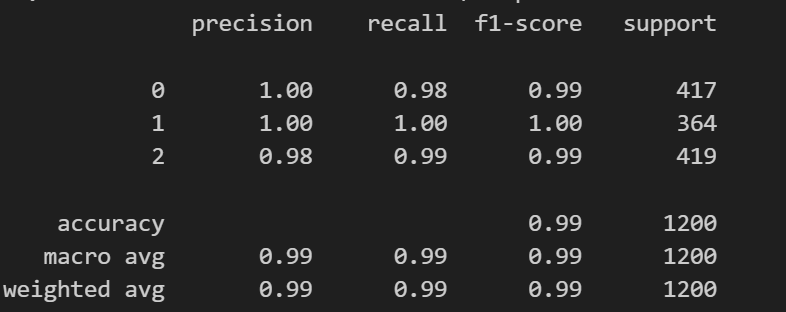 precision recall f1-score support
0 1.00 0.98 0.99 417
1 1.00 1.00 1.00 364
2 0.98 0.99 0.99 419
accuracy 0.99 1200
macro avg 0.99 0.99 0.99 1200
weighted avg 0.99 0.99 0.99 1200